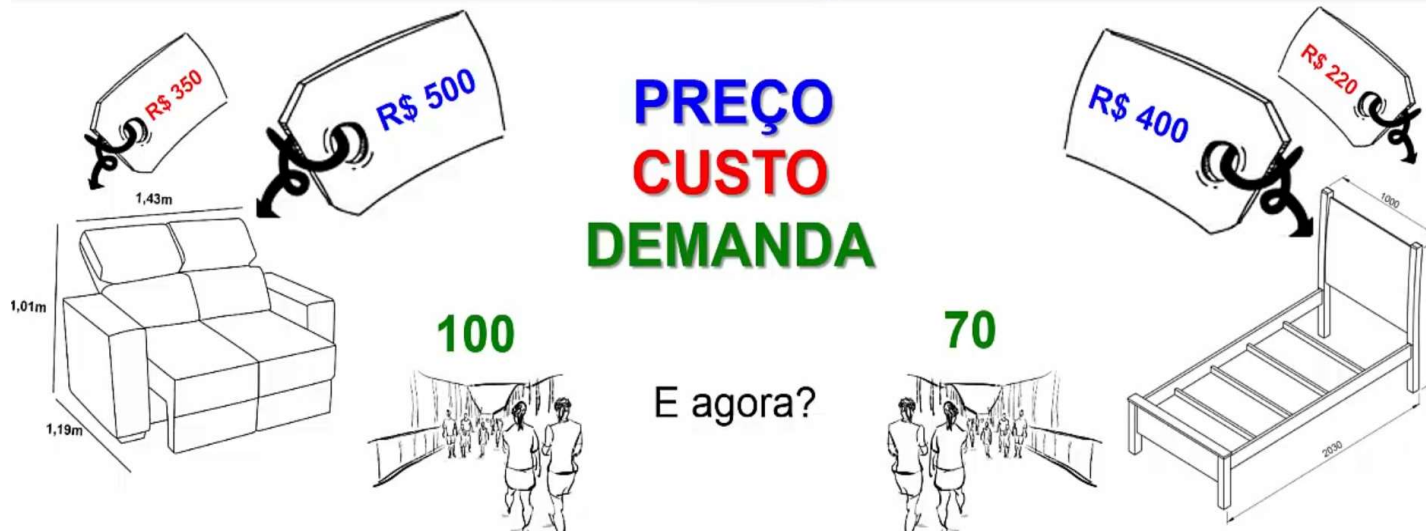 R$ 350
R$ 500
PREÇO
CUSTO
DEMANDA
R$ 400
R$ 220
1,43m
1,01m
1,19m
100
E agora?
70
1000
2030